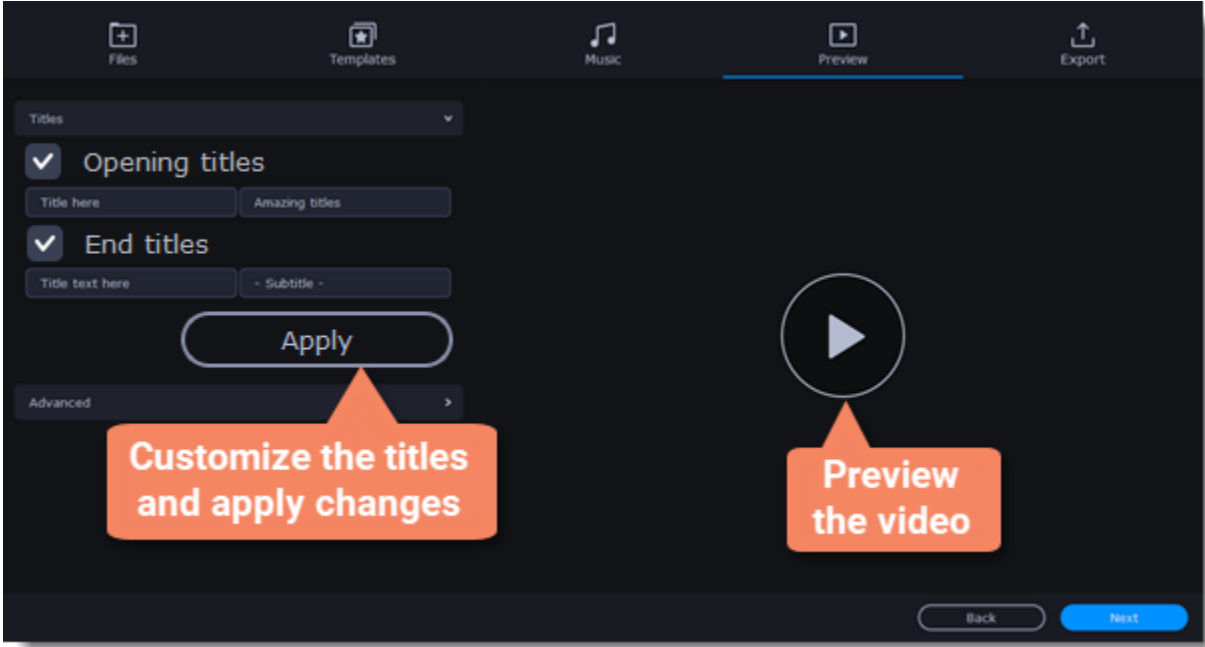 Files
Templates
Music
Preview
Export
Titles
Opening titles
Title here
Amazing titles
End titles
Title text here
- Subtitle -
Apply
Advanced
Customize the titles
and apply changes
Preview
the video
Back
Next